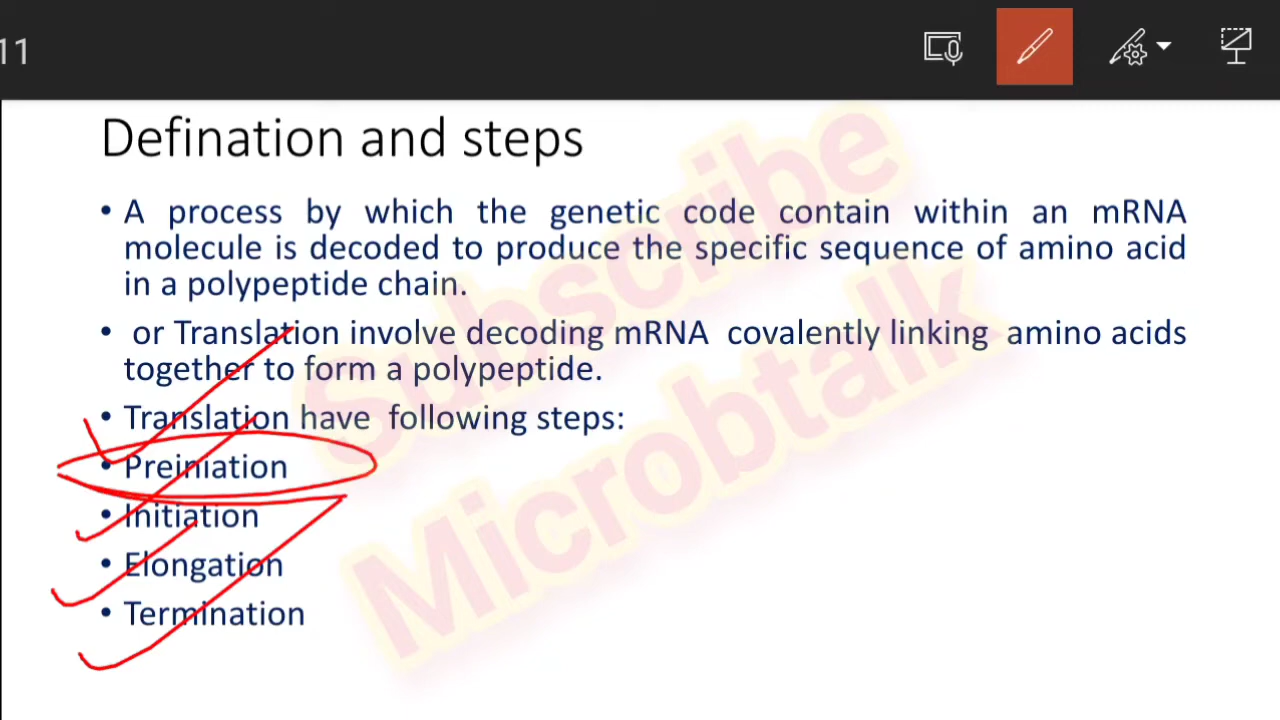 11
Defination and steps
• A process by which the genetic code contain within an mRNA
molecule is decoded to produce the specific sequence of amino acid
in a polypeptide chain.
• or Translation involve decoding mRNA covalently linking amino acids
together to form a polypeptide.
• Translation have following steps:
• Preiniation
• Initiation
• Elongation
• Termination
Subscribe
Microbtalk